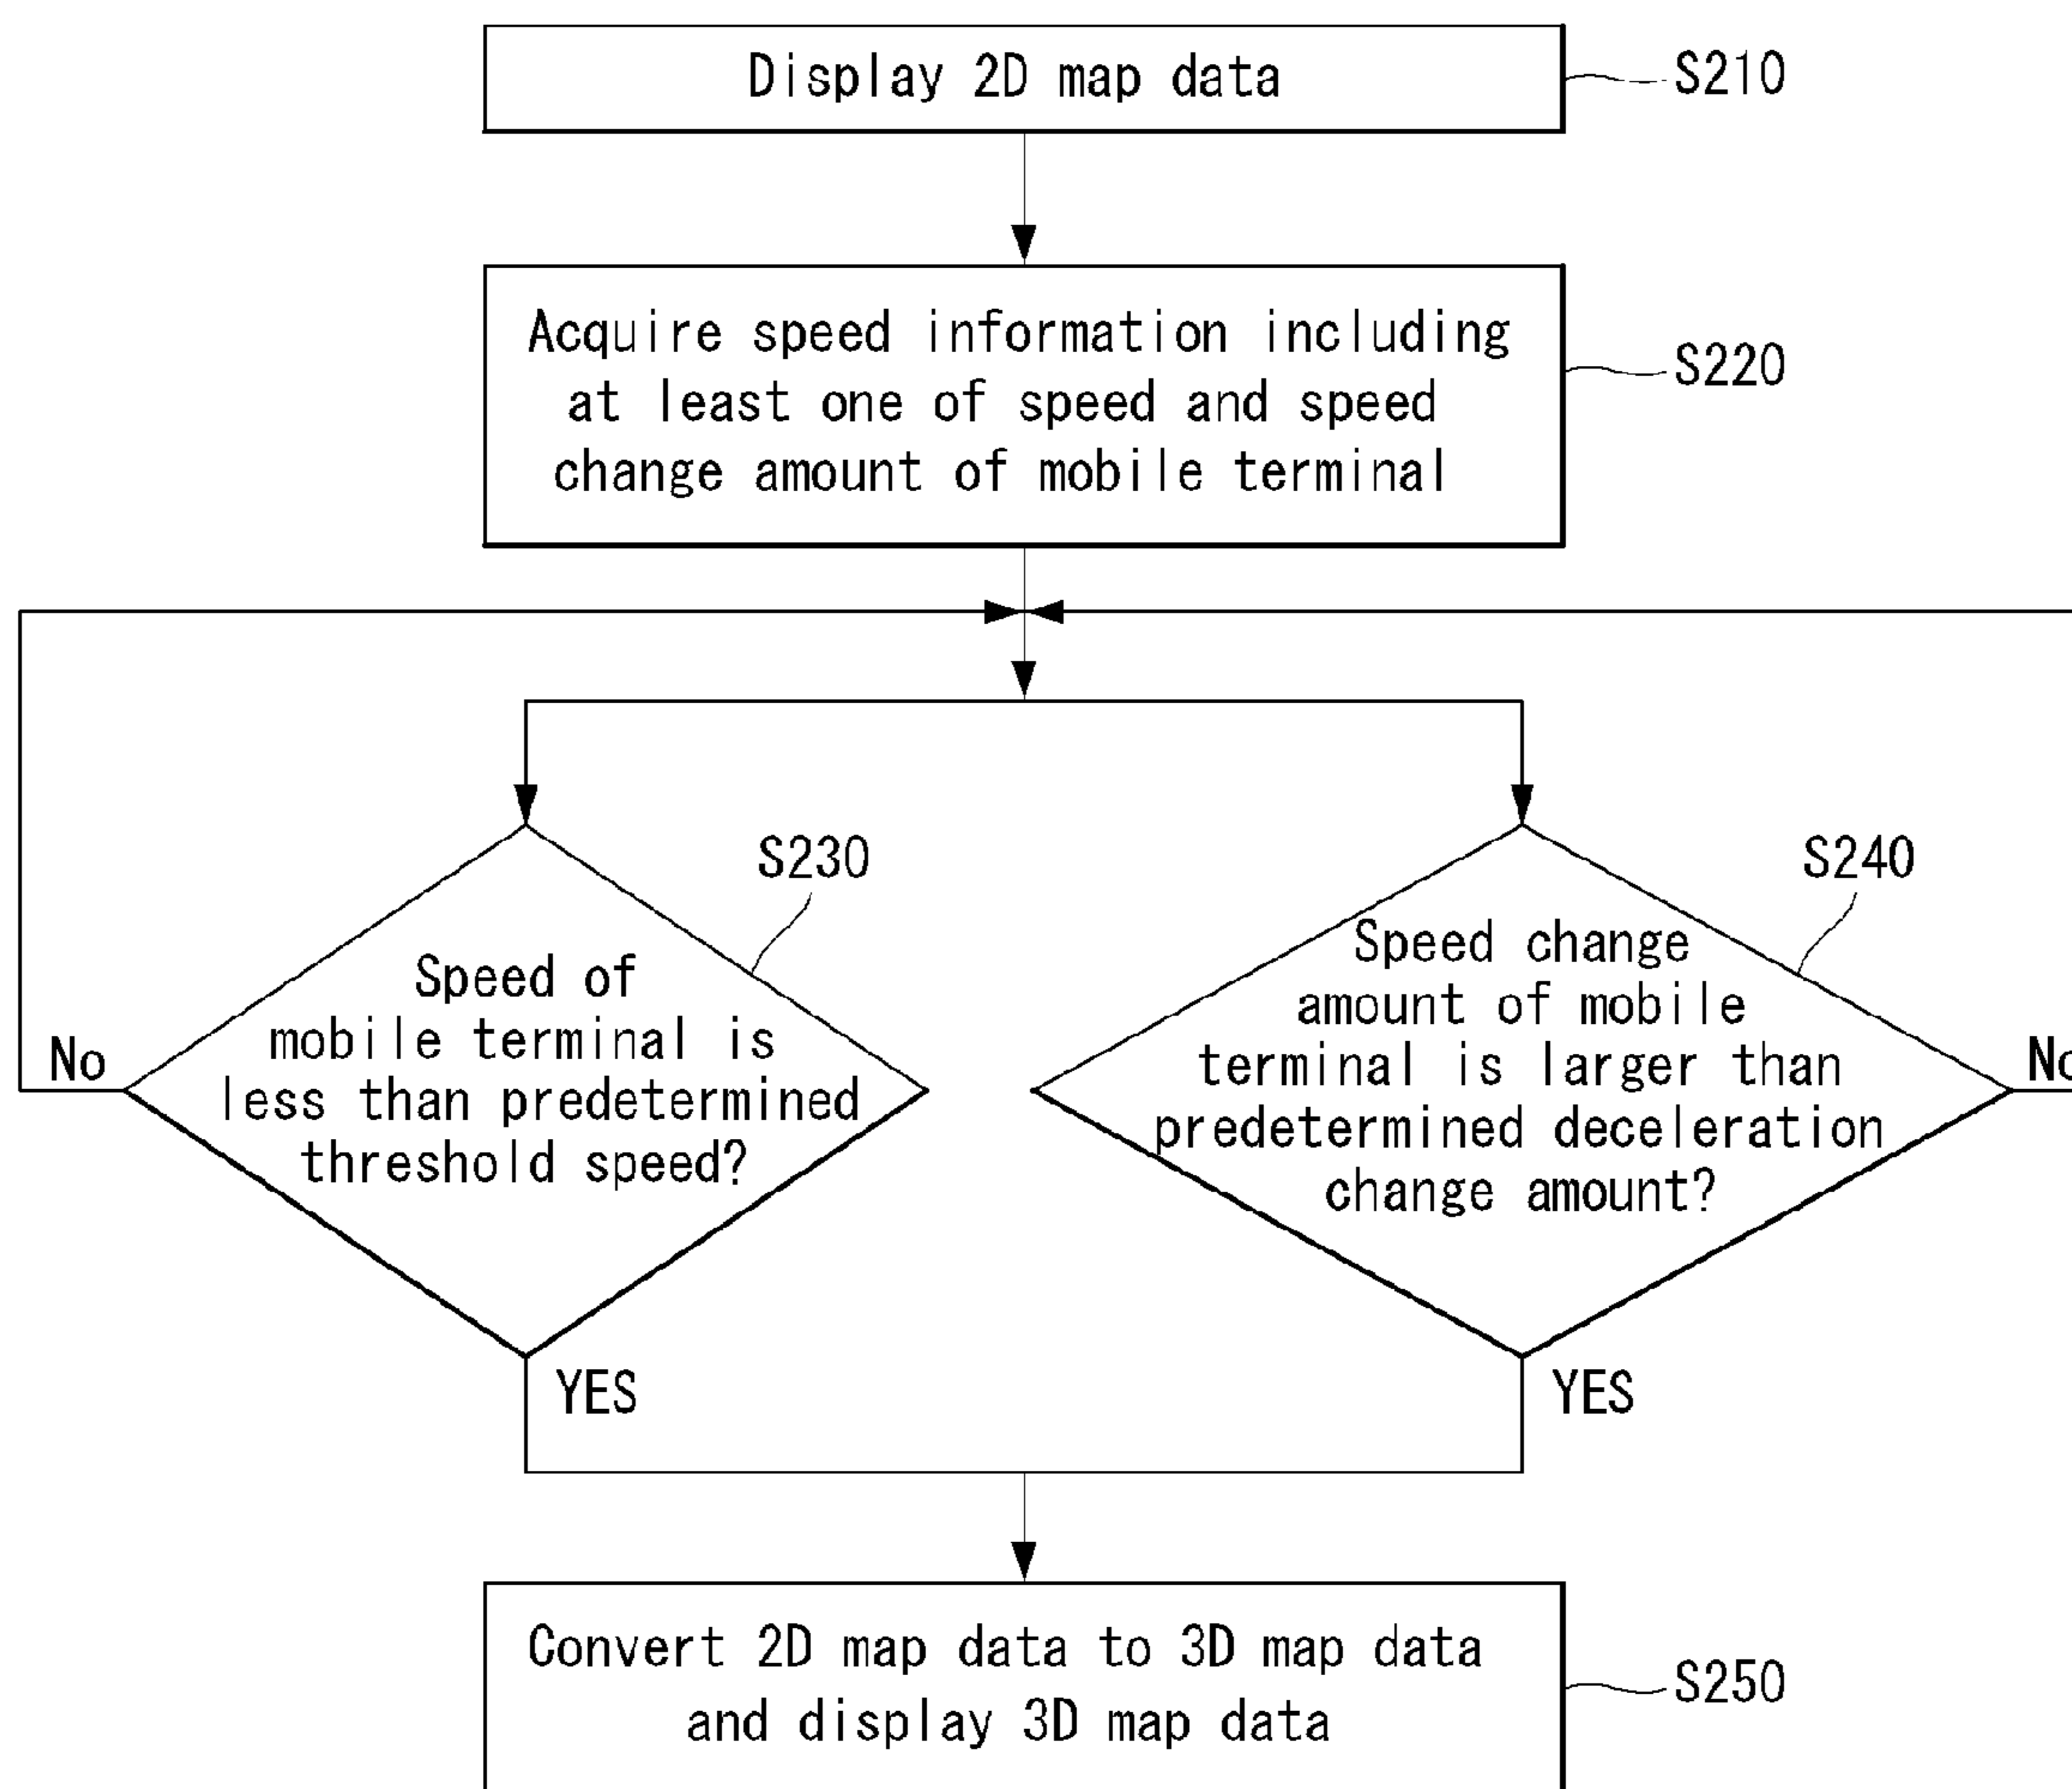 Display 2D map data
S210
Acquire speed information including
at least one of speed and speed
change amount of mobile terminal
S220
S230
Speed of
mobile terminal is
less than predetermined
threshold speed?
No
YES
S240
Speed change
amount of mobile
terminal is larger than
predetermined deceleration
change amount?
No
YES
Convert 2D map data to 3D map data
and display 3D map data
S250